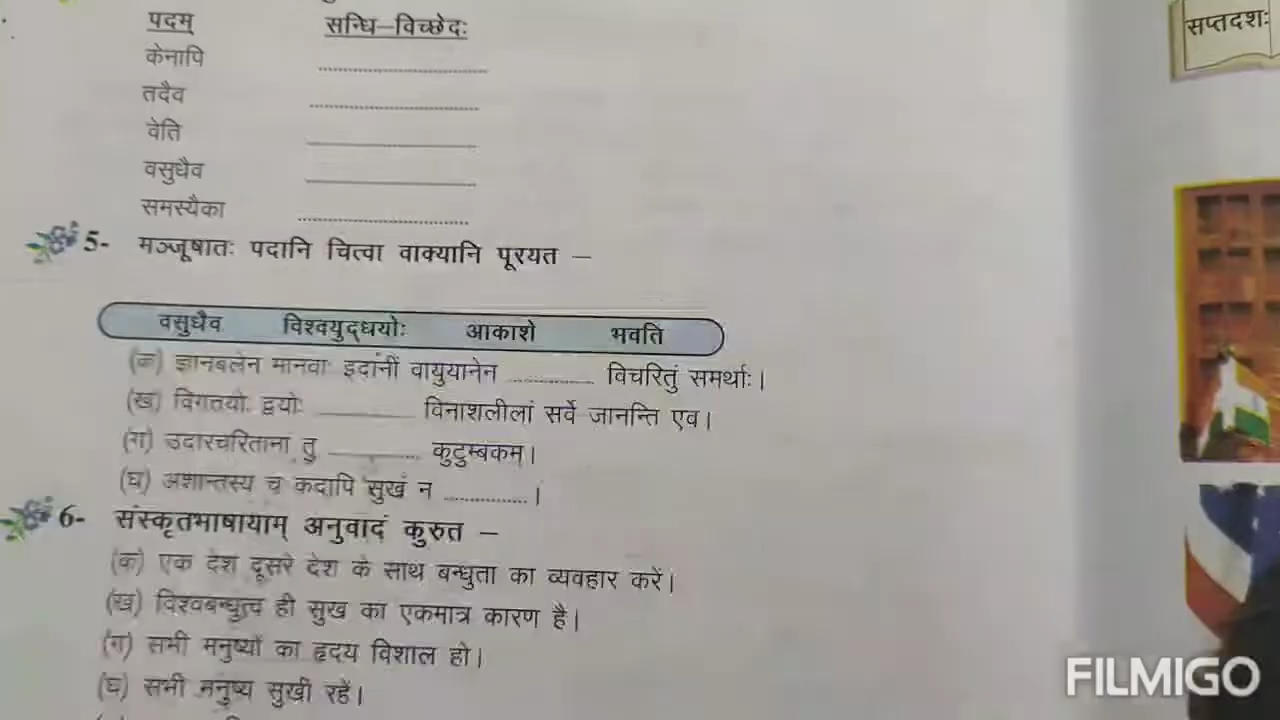 पदम् सन्धि-विच्छेदः
केनापि ....................
तदैव ....................
वेति ....................
वसुधैव ....................
समस्यैका ....................
5- मञ्जूषातः पदानि चित्वा वाक्यानि पूरयत –
वसुधैव विश्वयुद्धयोः आकाशे भवति
(क) ज्ञानबलेन मानवाः इदानीं वायुयानेन ............ विचरितुं समर्थाः।
(ख) विगतयोः द्वयोः ............ विनाशलीलां सर्वे जानन्ति एव।
(ग) उदारचरितानां तु ............ कुटुम्बकम्।
(घ) अशान्तस्य च कदापि सुखं न ............।
6- संस्कृतभाषायाम् अनुवादं कुरुत –
(क) एक देश दूसरे देश के साथ बन्धुता का व्यवहार करें।
(ख) विश्वबन्धुत्व ही सुख का एकमात्र कारण है।
(ग) सभी मनुष्यों का हृदय विशाल हो।
(घ) सभी मनुष्य सुखी रहें।
सप्तदशः
FILMIGO